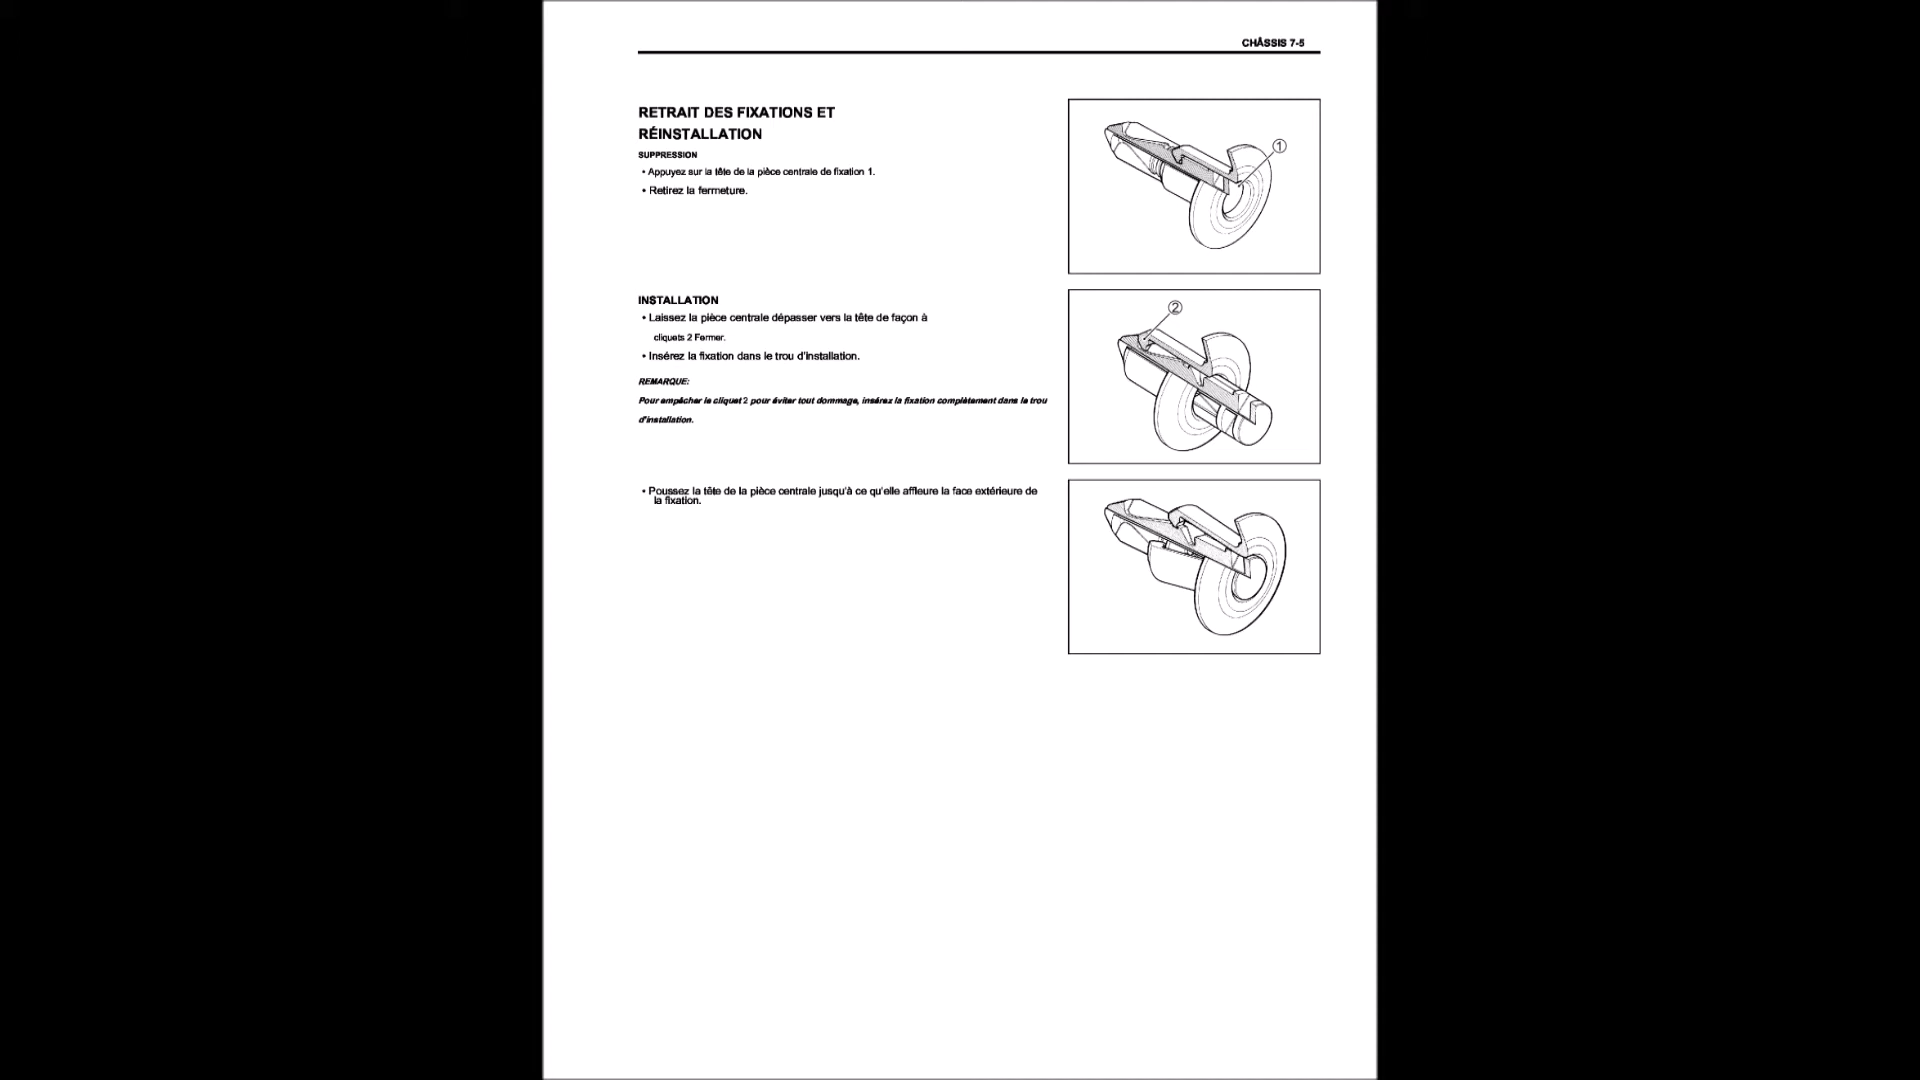 CHÂSSIS 7-5
RETRAIT DES FIXATIONS ET
RÉINSTALLATION
SUPPRESSION
• Appuyez sur la tête de la pièce centrale de fixation 1.
• Retirez la fermeture.
1
INSTALLATION
• Laissez la pièce centrale dépasser vers la tête de façon à
cliquets 2 Fermer.
• Insérez la fixation dans le trou d'installation.
REMARQUE:
Pour empêcher le cliquet 2 pour éviter tout dommage, insérez la fixation complètement dans le trou
d'installation.
2
• Poussez la tête de la pièce centrale jusqu'à ce qu'elle affleure la face extérieure de
la fixation.